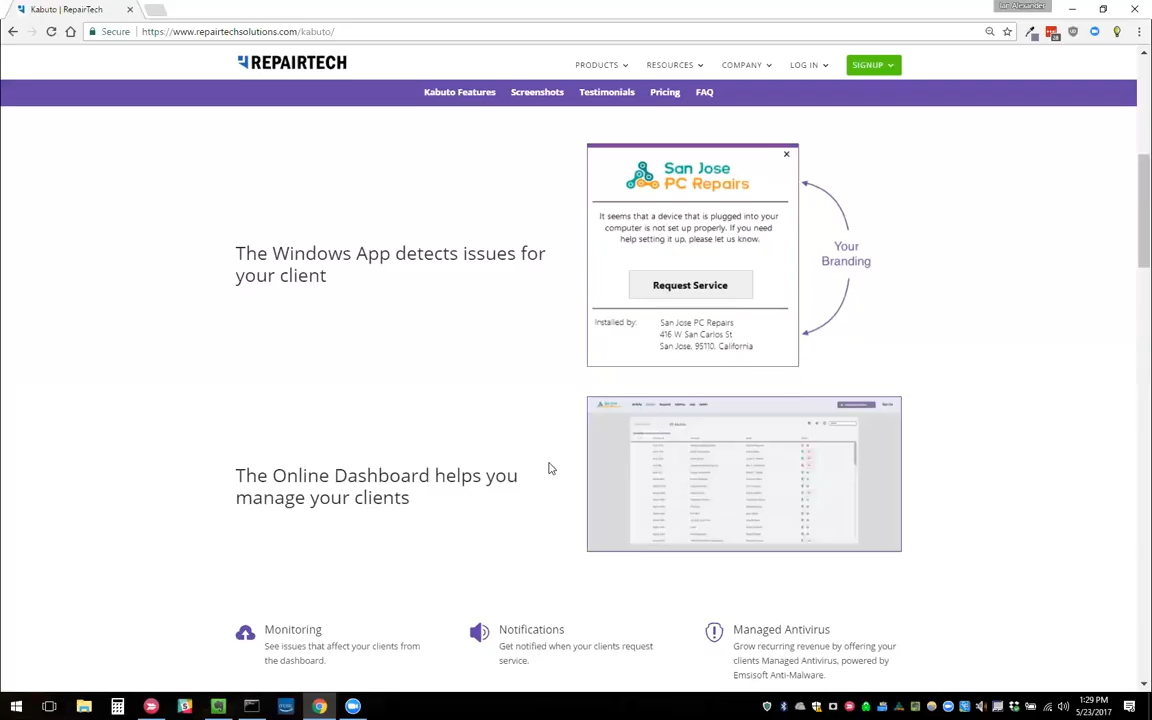 Kabuto | RepairTech
Ian Alexander
Secure
https://www.repairtechsolutions.com/kabuto/
REPAIRTECH
PRODUCTS
RESOURCES
COMPANY
LOG IN
SIGNUP
Kabuto Features
Screenshots
Testimonials
Pricing
FAQ
The Windows App detects issues for
your client
San Jose
PC Repairs
It seems that a device that is plugged into your
computer is not set up properly. If you need
help setting it up, please let us know.
Request Service
Installed by:
San Jose PC Repairs
416 W San Carlos St
San Jose, 95110, California
Your
Branding
The Online Dashboard helps you
manage your clients
Monitoring
See issues that affect your clients from
the dashboard.
Notifications
Get notified when your clients request
service.
Managed Antivirus
Grow recurring revenue by offering your
clients Managed Antivirus, powered by
Emsisoft Anti-Malware.
1:29 PM
5/23/2017